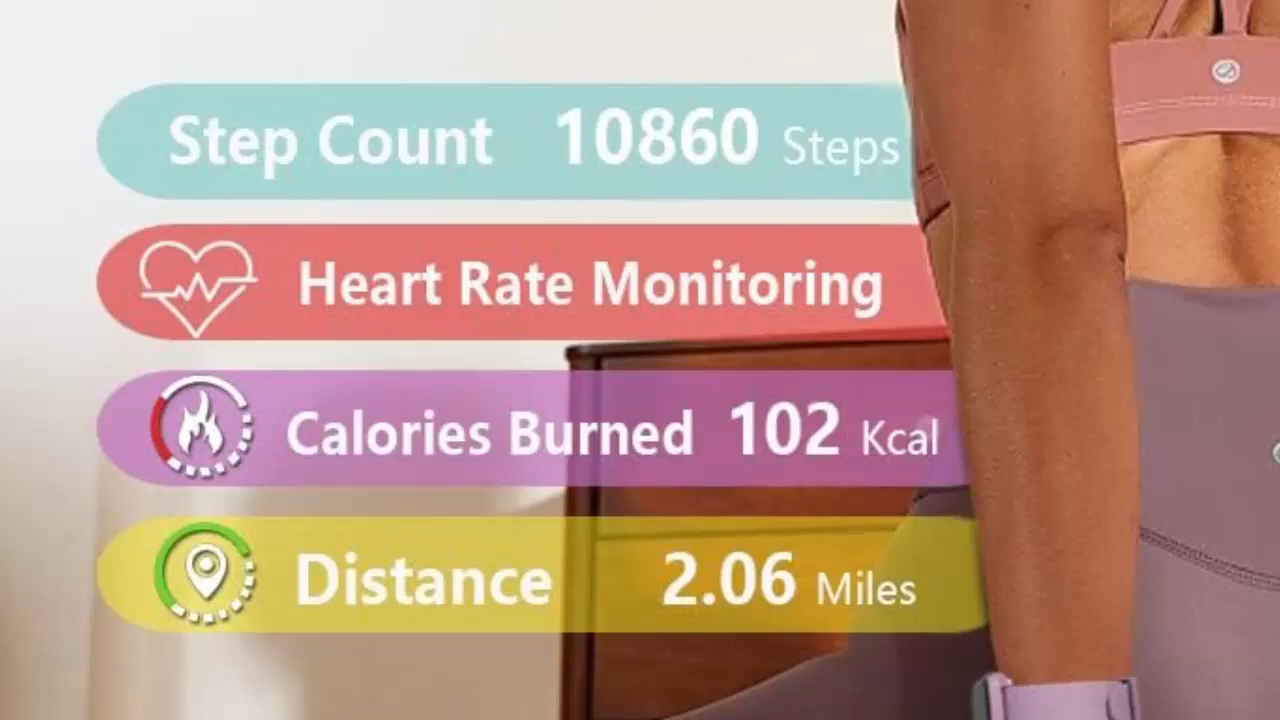 Step Count 10860 Steps
Heart Rate Monitoring
Calories Burned 102 Kcal
Distance 2.06 Miles